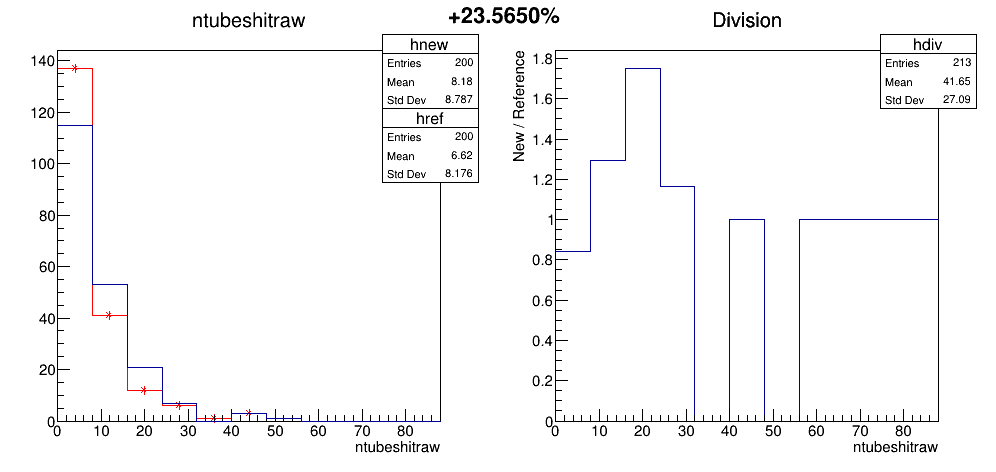 +23.5650%
ntubeshitraw
hnew
Entries 200
Mean 8.18
Std Dev 8.787
href
Entries 200
Mean 6.62
Std Dev 8.176
140
120
100
80
60
40
20
0
0 10 20 30 40 50 60 70 80
ntubeshitraw
Division
hdiv
Entries 213
Mean 41.65
Std Dev 27.09
New / Reference
1.8
1.6
1.4
1.2
1
0.8
0.6
0.4
0.2
0
0 10 20 30 40 50 60 70 80
ntubeshitraw